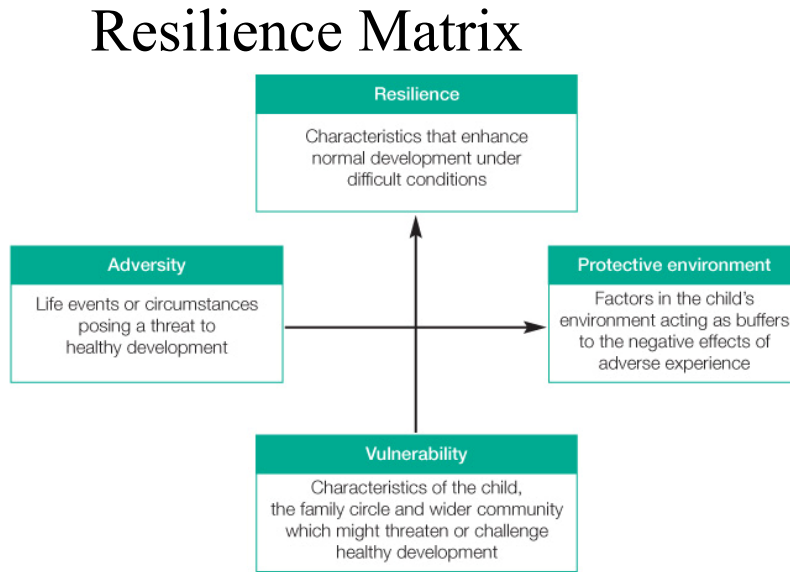 Resilience Matrix
Resilience
Characteristics that enhance
normal development under
difficult conditions
Adversity
Life events or circumstances
posing a threat to
healthy development
Protective environment
Factors in the child's
environment acting as buffers
to the negative effects of
adverse experience
Vulnerability
Characteristics of the child,
the family circle and wider community
which might threaten or challenge
healthy development